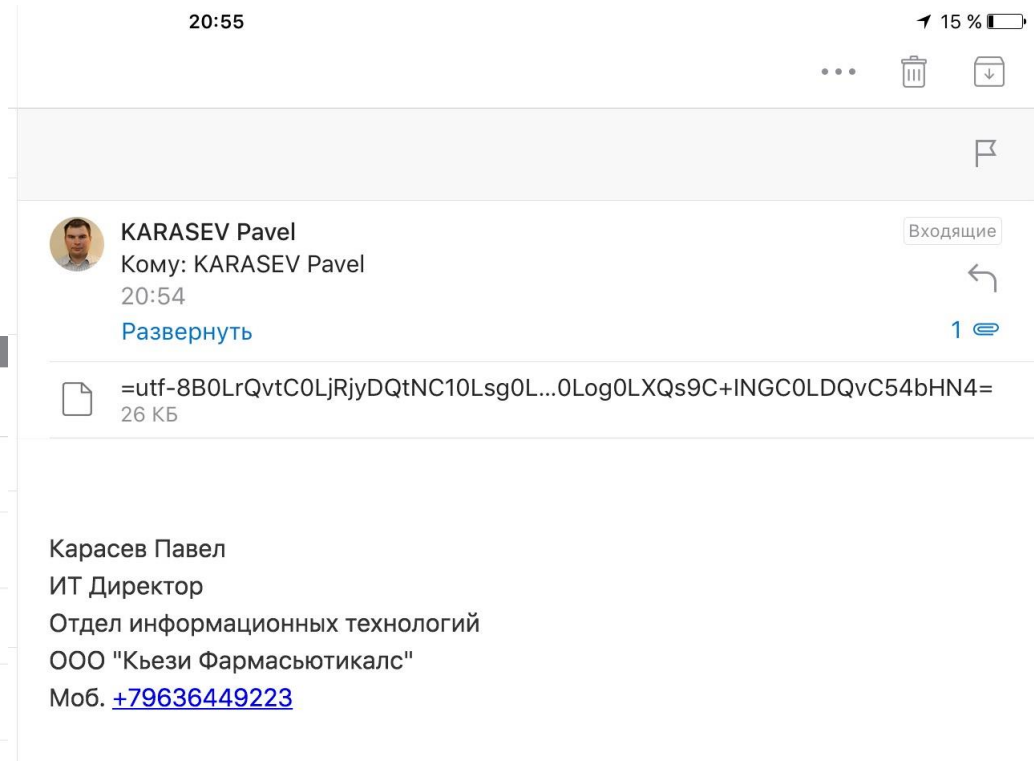 20:55
15 %
KARASEV Pavel
Входящие
Кому: KARASEV Pavel
20:54
Развернуть
1
=utf-8B0LrQvtC0LjRjyDQtNC10Lsg0L...0Log0LXQs9C+INGC0LDQvC54bHN4=
26 КБ
Карасев Павел
ИТ Директор
Отдел информационных технологий
ООО "Кьези Фармасьютикалс"
Моб. +79636449223